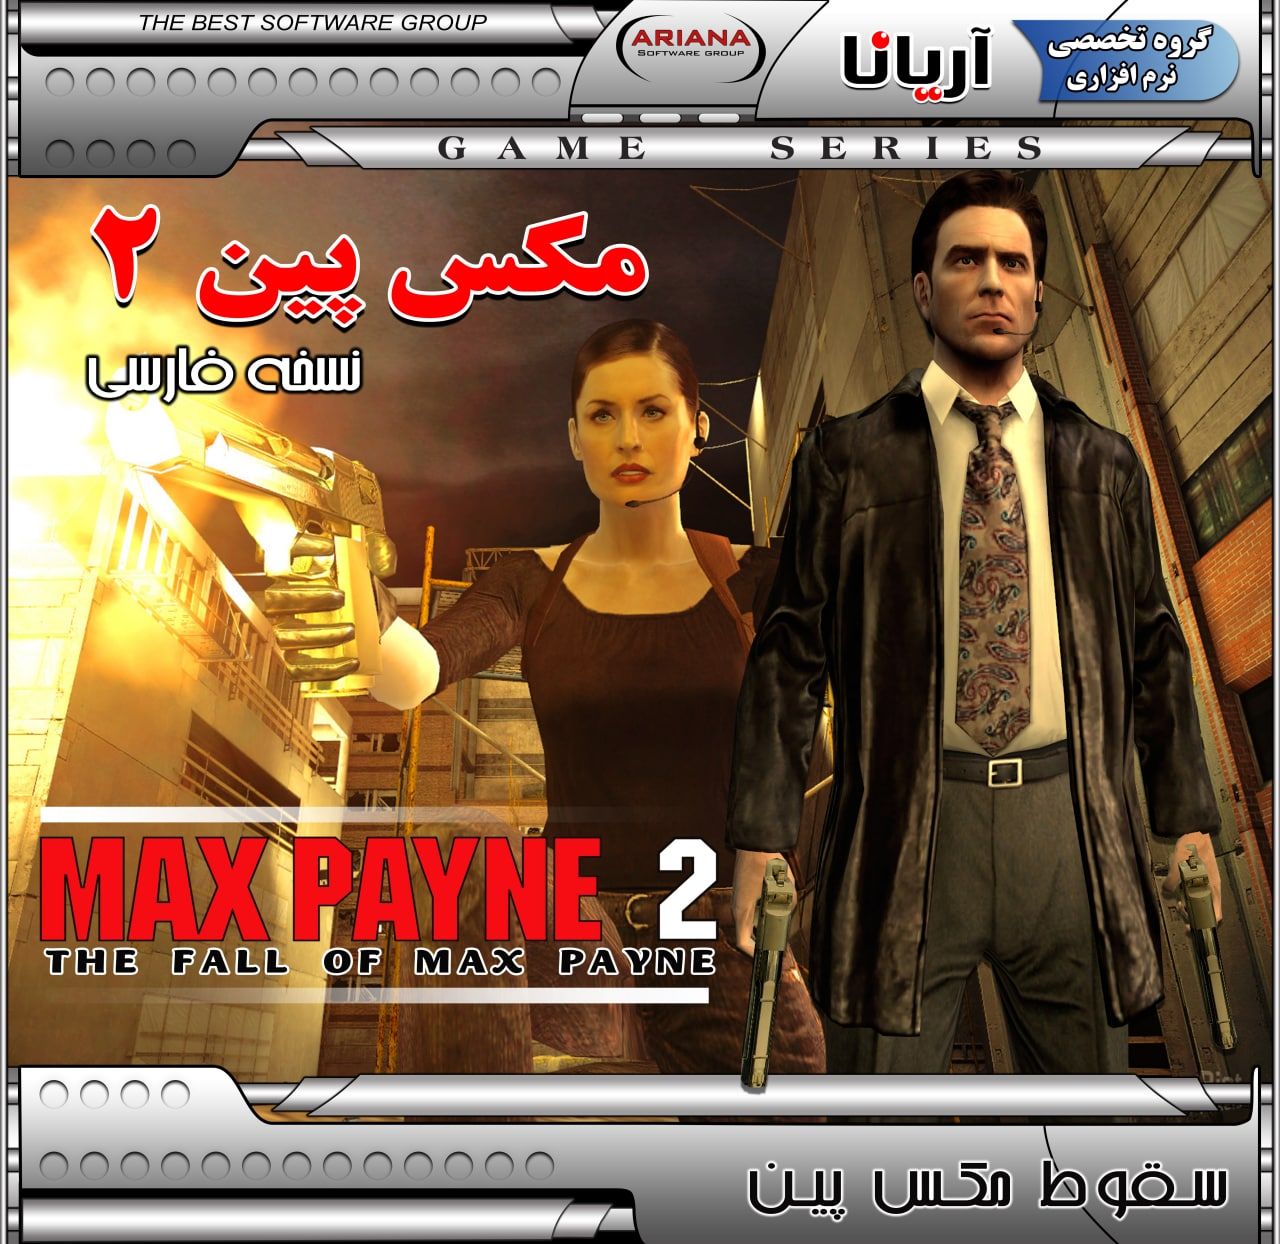 THE BEST SOFTWARE GROUP
ARIANA
SOFTWARE GROUP
آریانا
گروه تخصصی
نرم افزاری
GAME SERIES
مکس پین ۲
نسخه فارسی
MAX PAYNE 2
THE FALL OF MAX PAYNE
سقوط مکس پین